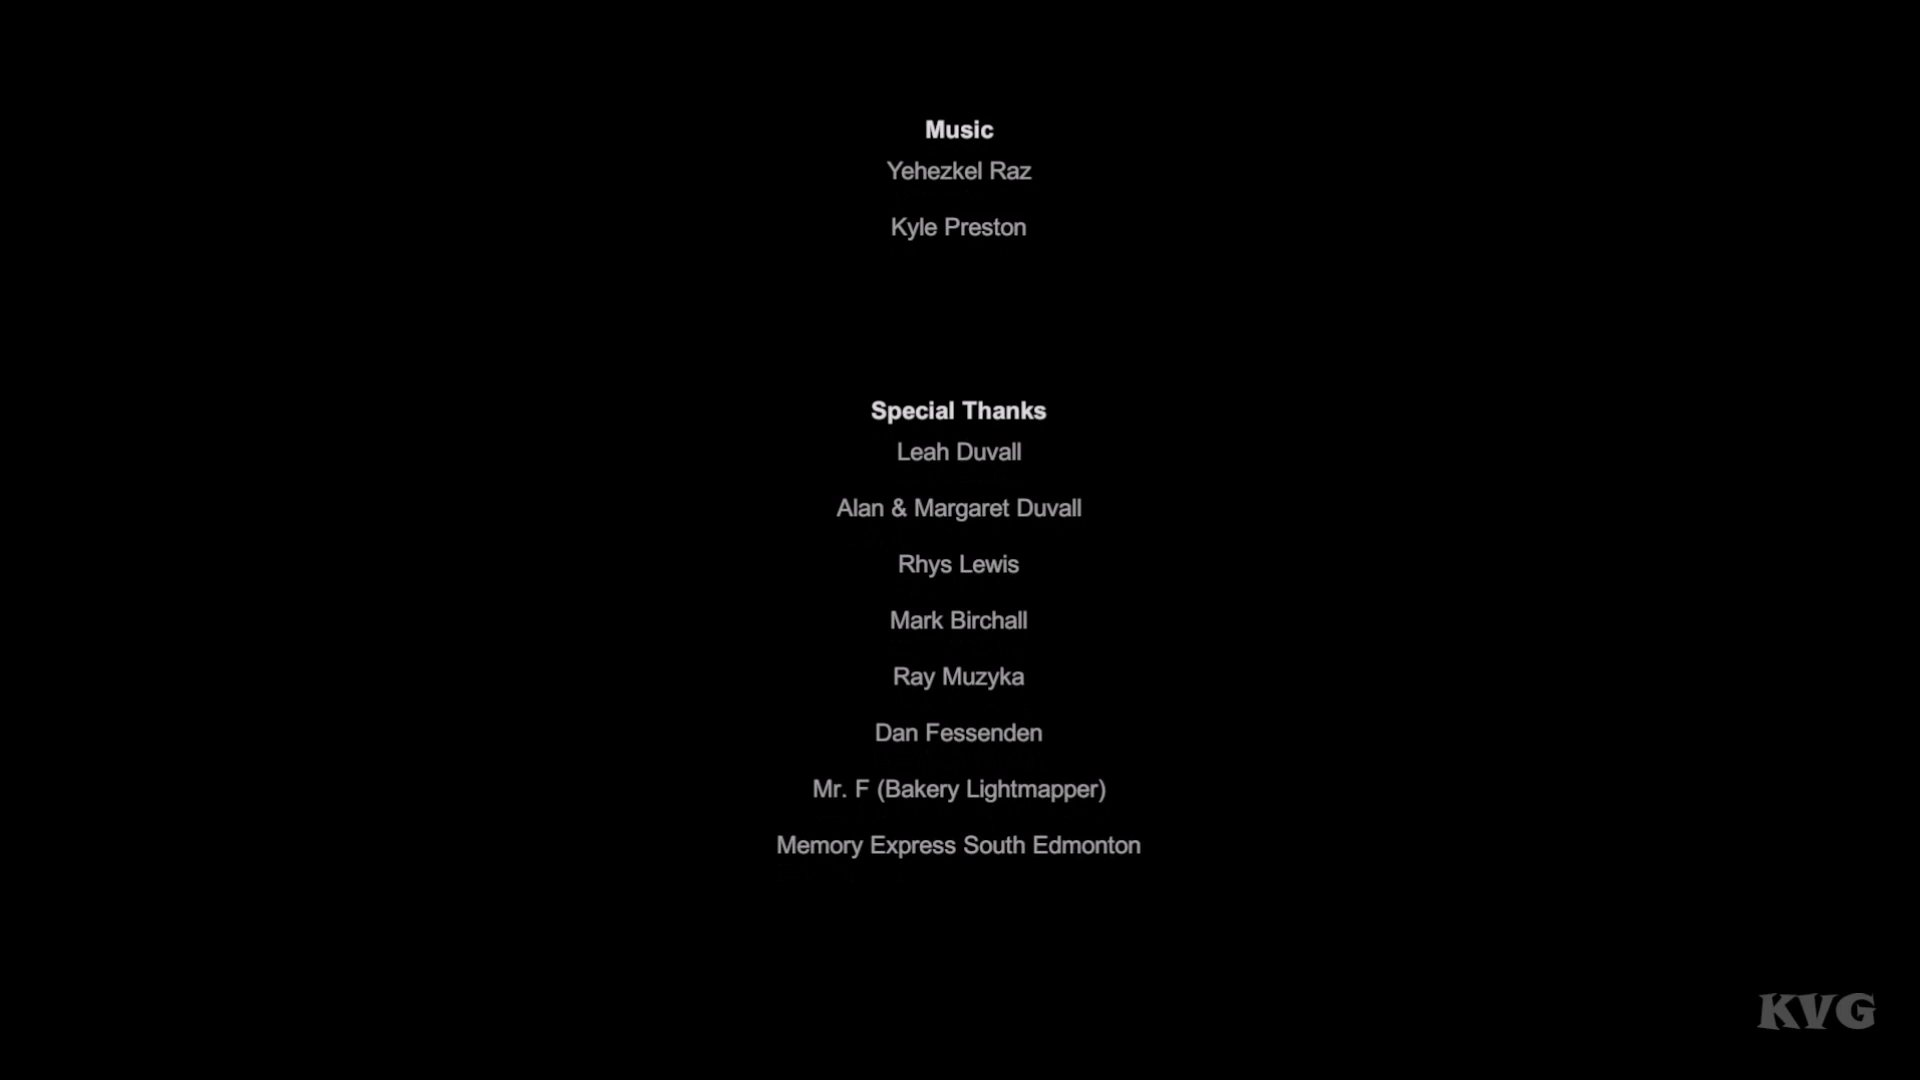 Music
Yehezkel Raz
Kyle Preston
Special Thanks
Leah Duvall
Alan & Margaret Duvall
Rhys Lewis
Mark Birchall
Ray Muzyka
Dan Fessenden
Mr. F (Bakery Lightmapper)
Memory Express South Edmonton
KVG